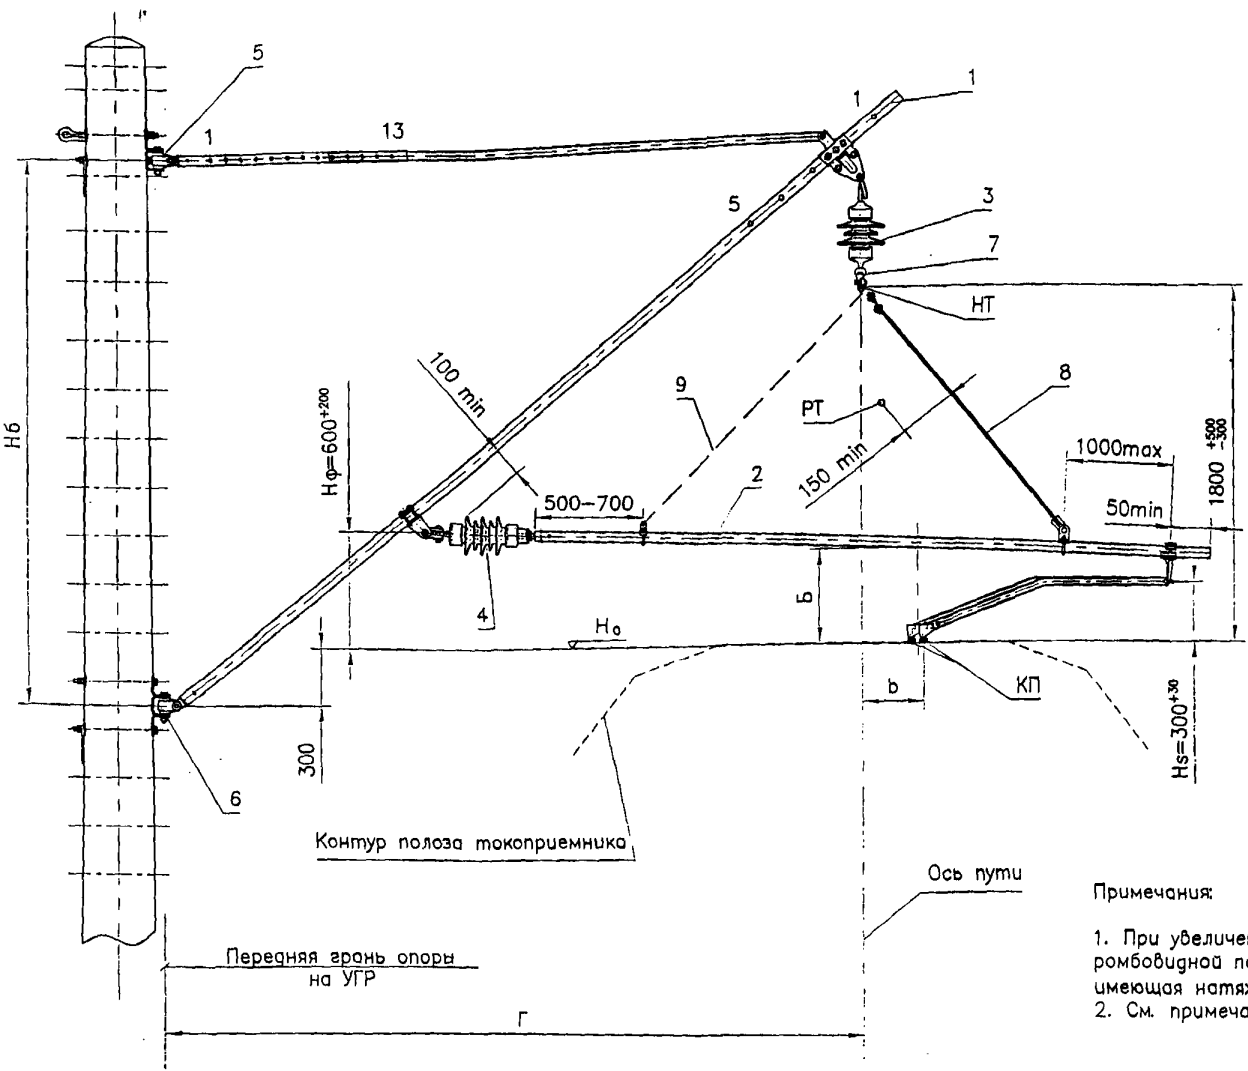 5
1
1
1
13
5
3
7
НТ
Нб
100 min
Нф=600+200
9
РТ
8
150 min
1000max
1800 +500 -300
500-700
2
50min
4
Б
Но
b
КП
Нs=300+30
300
6
Контур полоза токоприемника
Ось пути
Передняя грань опоры
на УГР
Г
Примечания:
1. При увеличе
ромбовидной по
имеющая натяж
2. См. примеча